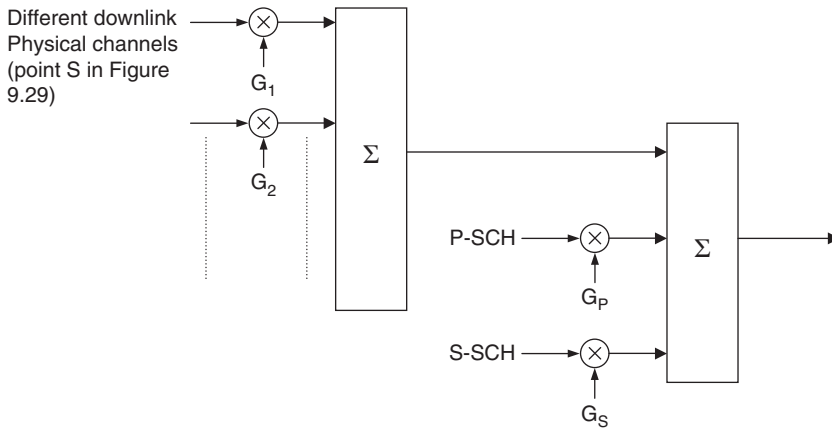 Different downlink
Physical channels
(point S in Figure
9.29)
G1
G2
Σ
P-SCH
GP
Σ
S-SCH
GS